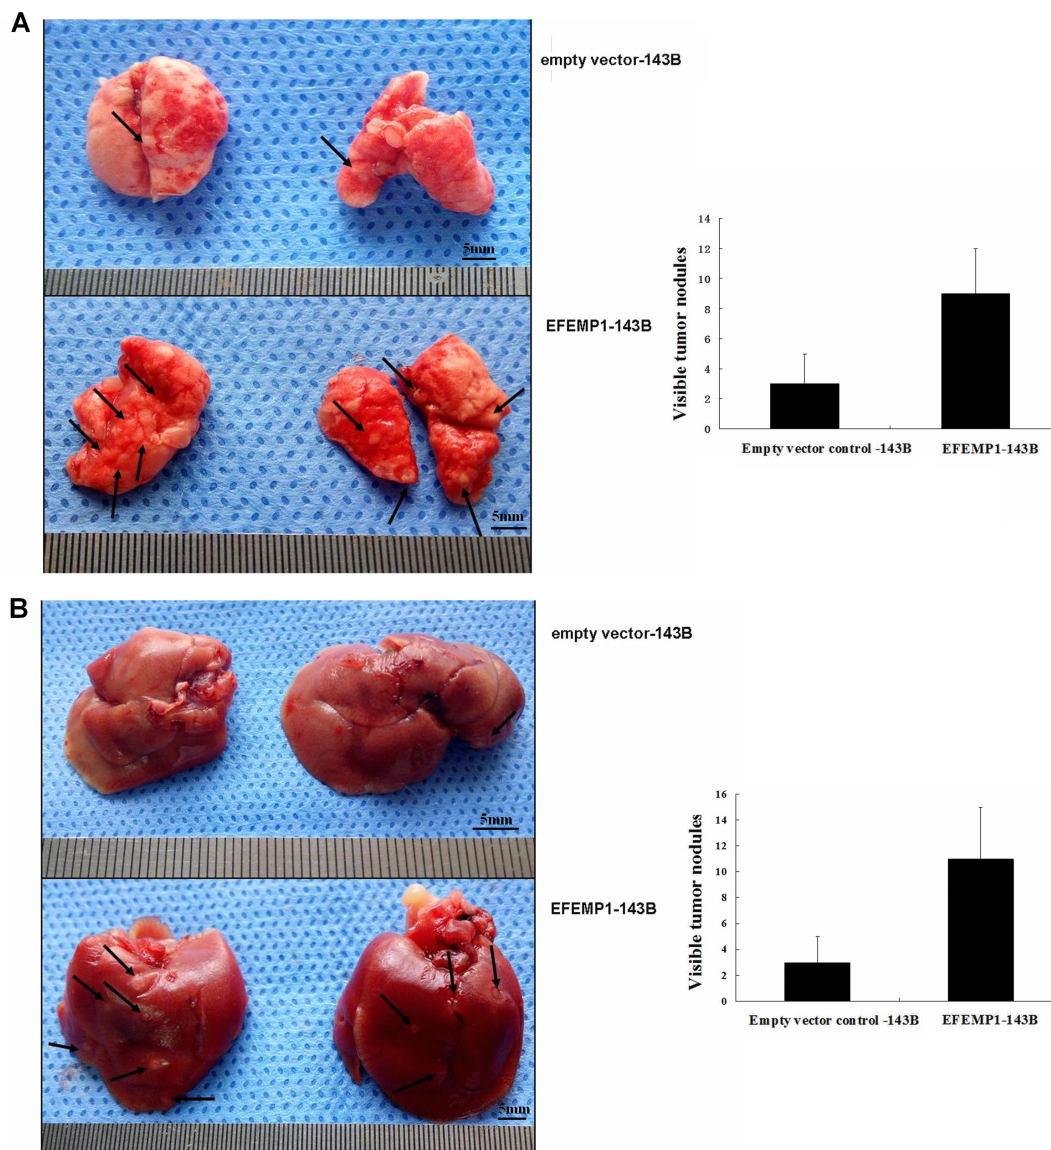 A
empty vector-143B
5mm
EFEMP1-143B
5mm
14
12
10
8
6
4
2
0
Visible tumor nodules
Empty vector control -143B
EFEMP1-143B
B
empty vector-143B
5mm
EFEMP1-143B
5mm
16
14
12
10
8
6
4
2
0
Visible tumor nodules
Empty vector control -143B
EFEMP1-143B